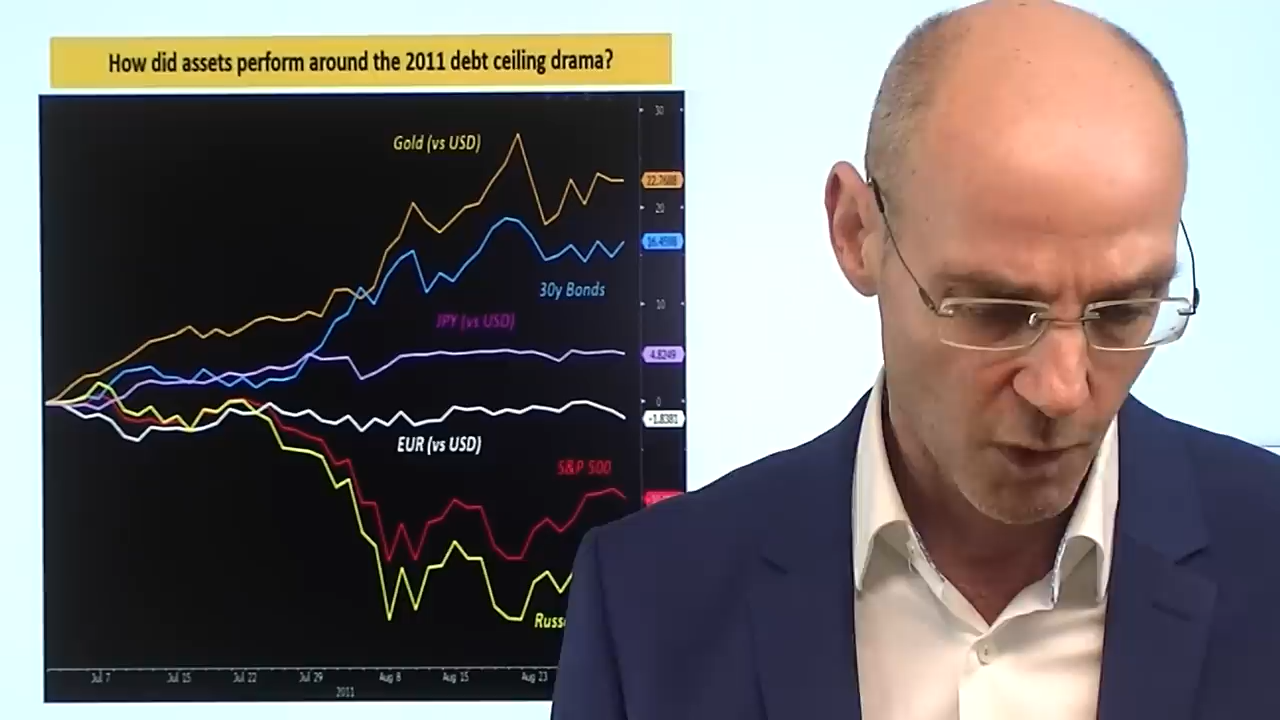 How did assets perform around the 2011 debt ceiling drama?
30
Gold (vs USD)
22.7688
20
16.4598
30y Bonds
10
JPY (vs USD)
4.8249
0
-1.8381
EUR (vs USD)
S&P 500
Jul 7 Jul 15 Jul 22 Jul 29 Aug 8 Aug 15 Aug 23
2011